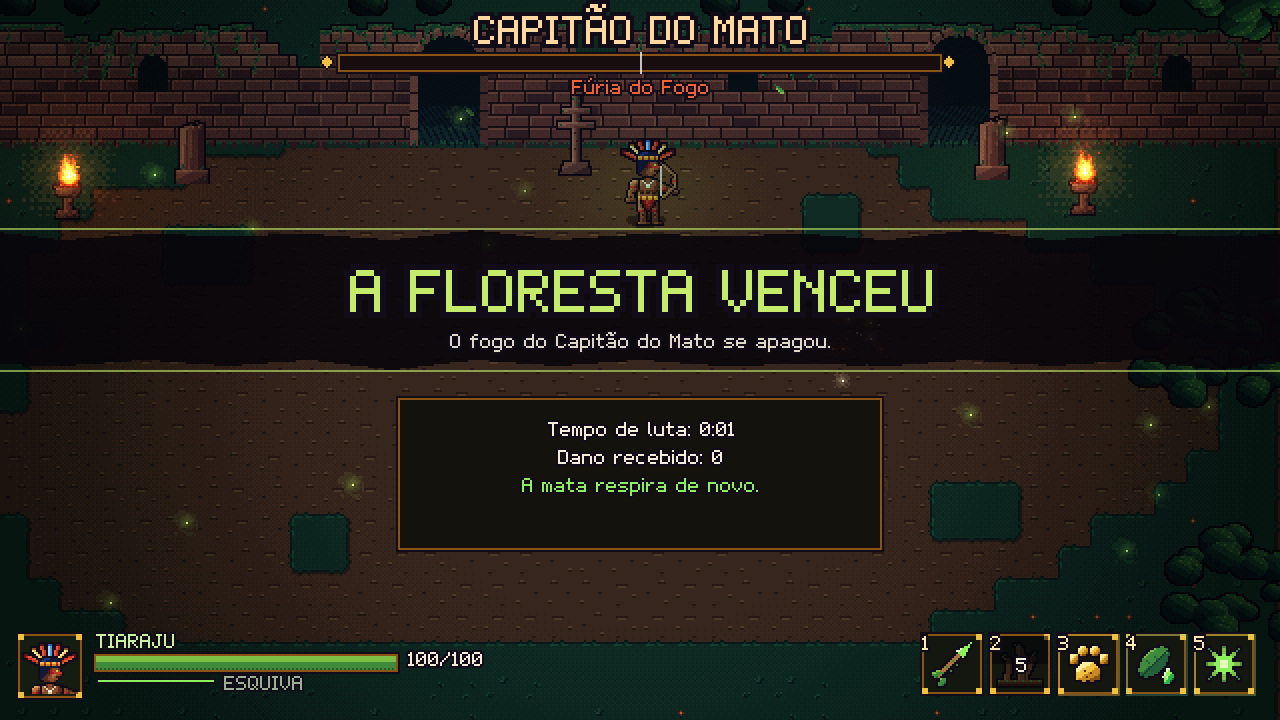 CAPITÃO DO MATO
Fúria do Fogo
A FLORESTA VENCEU
O fogo do Capitão do Mato se apagou.
Tempo de luta: 0:01
Dano recebido: 0
A mata respira de novo.
TIARAJU
100/100
ESQUIVA
1 2 5 3 4 5